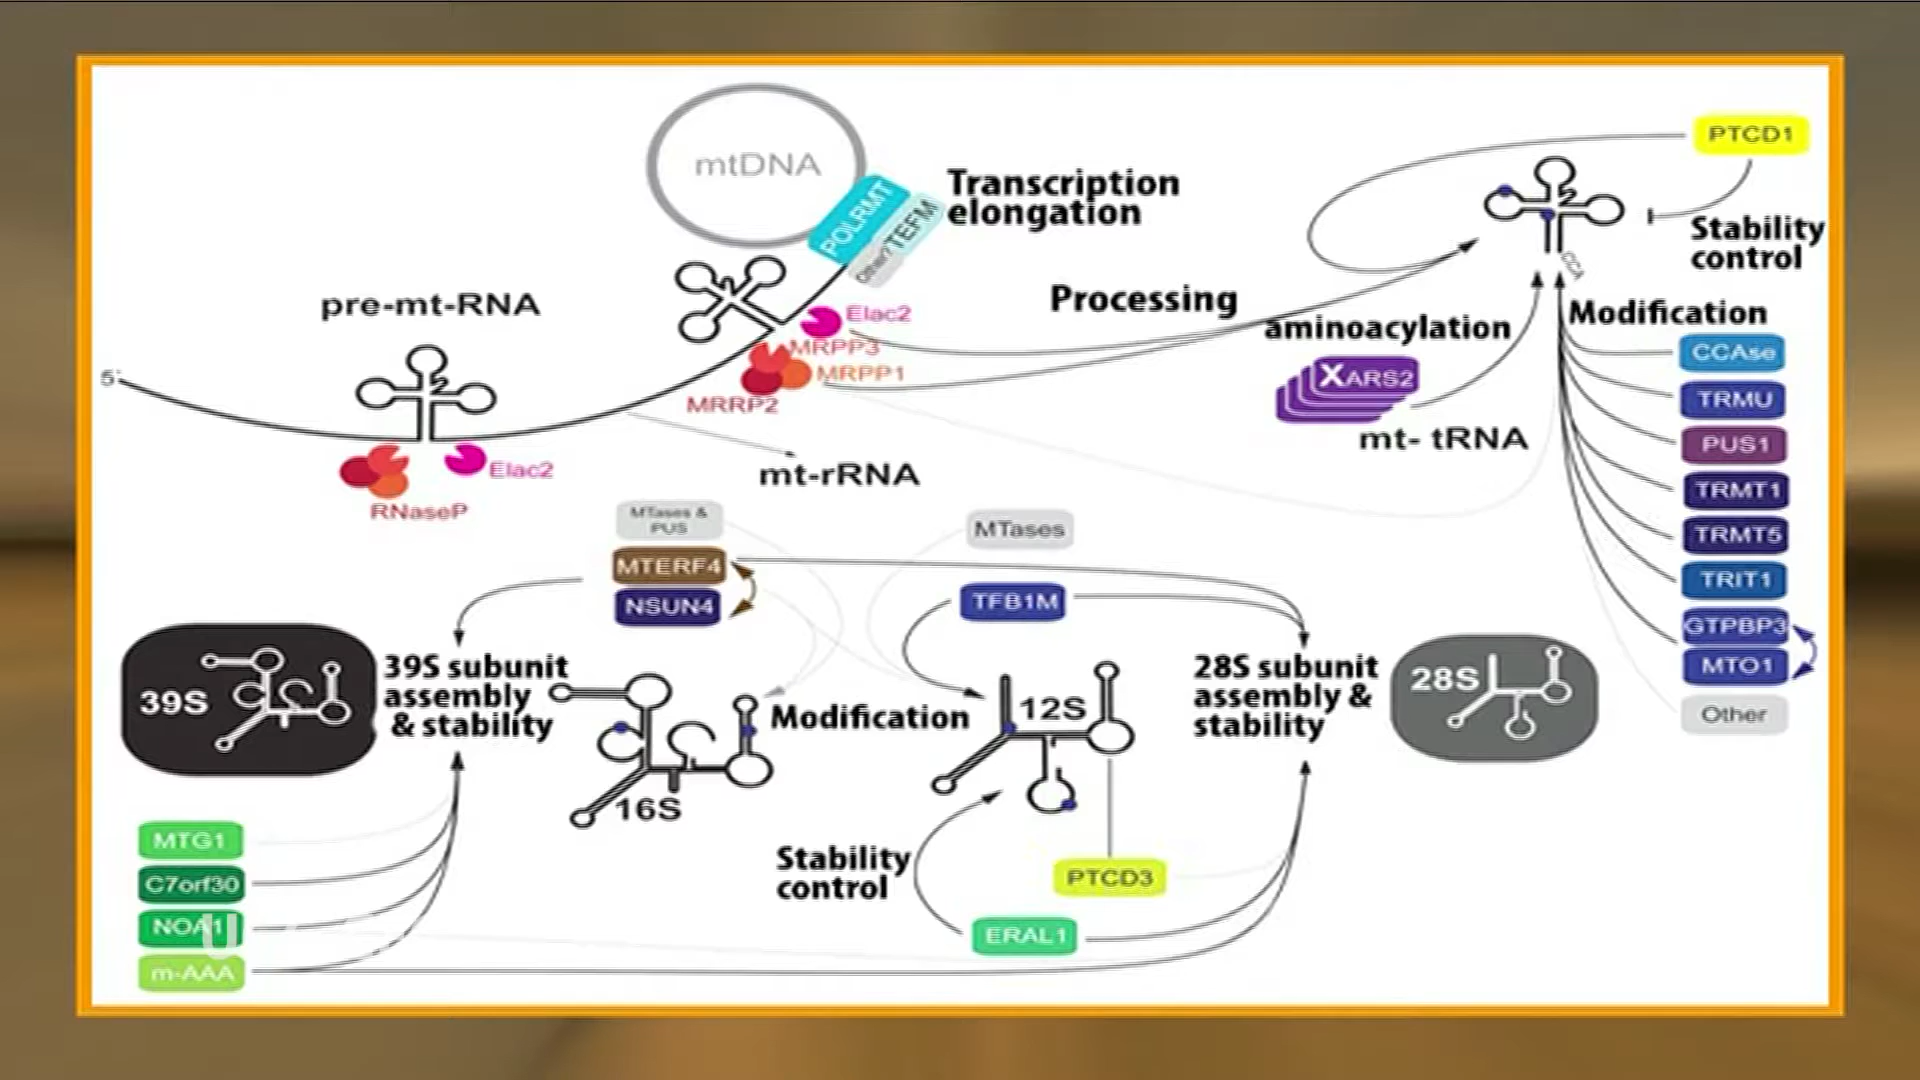 mtDNA
POLRMT
TEFM
Other?
Transcription
elongation
PTCD1
Stability
control
CCA
pre-mt-RNA
Elac2
MRPP3
MRPP1
MRRP2
Processing
aminoacylation
XARS2
mt- tRNA
Modification
CCAse
TRMU
PUS1
TRMT1
TRMT5
TRIT1
GTPBP3
MTO1
Other
5'
RNaseP
Elac2
mt-rRNA
MTases &
PUS
MTERF4
NSUN4
MTases
TFB1M
39S
39S subunit
assembly
& stability
16S
Modification
12S
28S subunit
assembly &
stability
28S
MTG1
C7orf30
NOA1
m-AAA
Stability
control
PTCD3
ERAL1